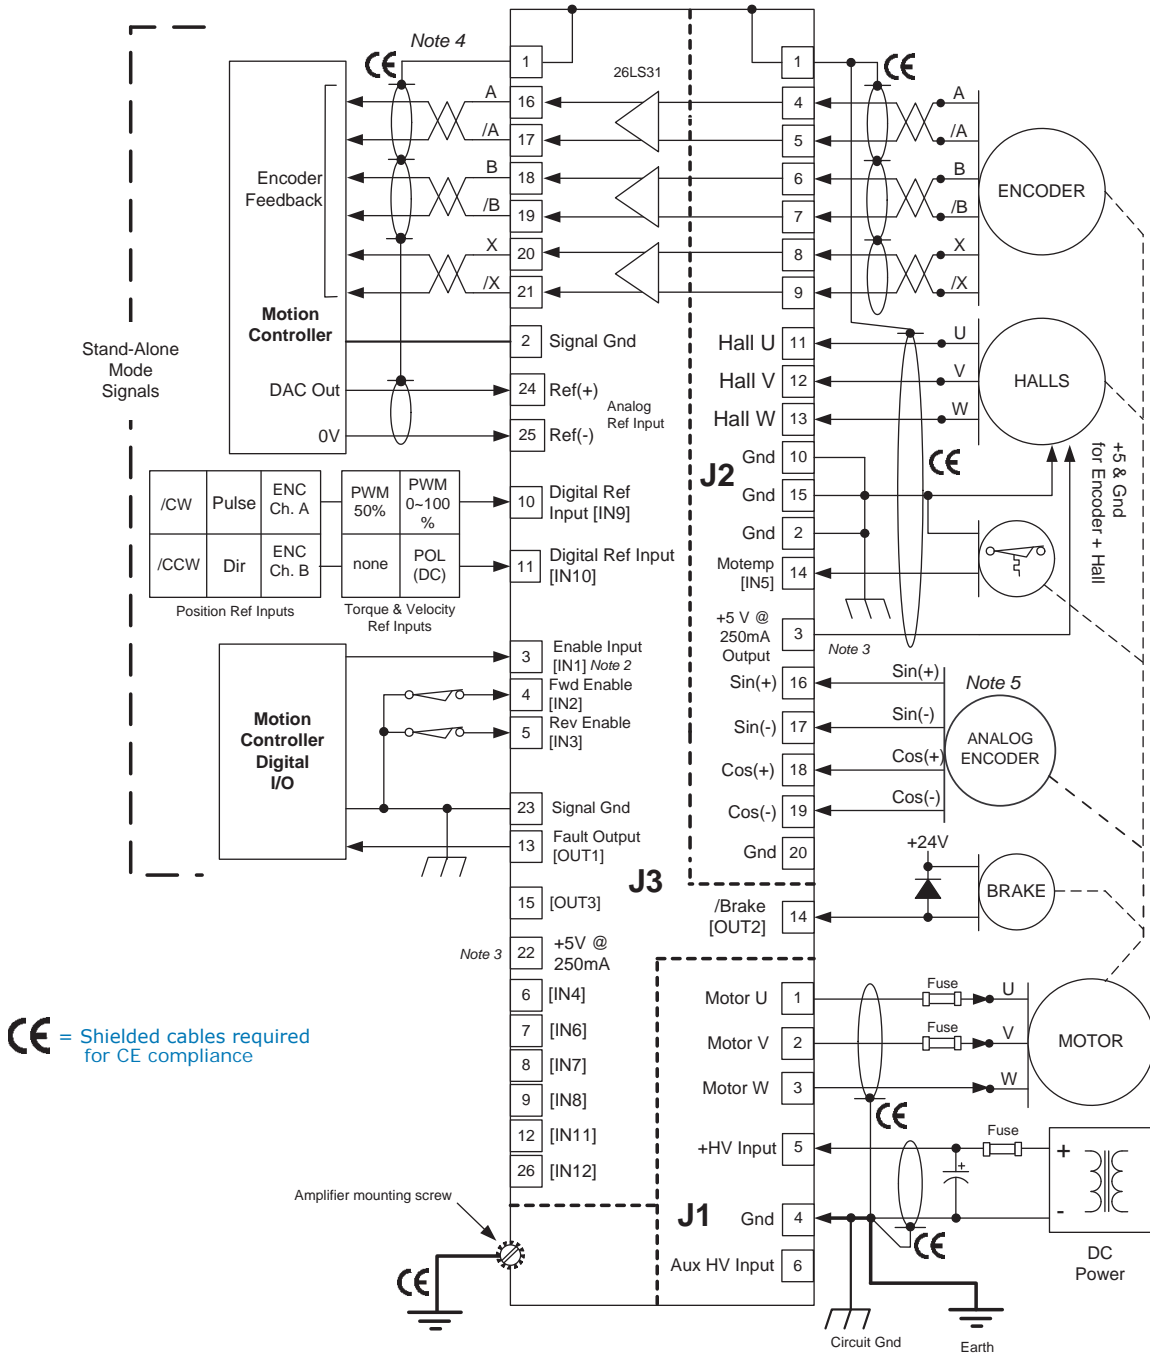 Note 4
CE
1
A
16
/A
17
B
18
/B
19
X
20
/X
21
Encoder
Feedback
Motion
Controller
2
Signal Gnd
DAC Out
24
Ref(+)
Analog
Ref Input
0V
25
Ref(-)
Stand-Alone
Mode
Signals
/CW
Pulse
ENC
Ch. A
PWM
50%
PWM
0~100
%
10
Digital Ref
Input [IN9]
/CCW
Dir
ENC
Ch. B
none
POL
(DC)
11
Digital Ref Input
[IN10]
Position Ref Inputs
Torque & Velocity
Ref Inputs
Motion
Controller
Digital
I/O
3
Enable Input
[IN1] Note 2
4
Fwd Enable
[IN2]
5
Rev Enable
[IN3]
23
Signal Gnd
13
Fault Output
[OUT1]
J3
15
[OUT3]
Note 3
22
+5V @
250mA
6
[IN4]
7
[IN6]
8
[IN7]
9
[IN8]
12
[IN11]
26
[IN12]
CE = Shielded cables required
for CE compliance
Amplifier mounting screw
CE
26LS31
1
CE
4
A
5
/A
6
B
7
/B
8
X
9
/X
ENCODER
J2
Hall U
11
U
Hall V
12
V
Hall W
13
W
HALLS
CE
Gnd
10
Gnd
15
Gnd
2
Motemp
[IN5]
14
+5 & Gnd
for Encoder + Hall
+5 V @
250mA
Output
3
Note 3
Sin(+)
16
Sin(+)
Note 5
Sin(-)
17
Sin(-)
Cos(+)
18
Cos(+)
Cos(-)
19
Cos(-)
ANALOG
ENCODER
Gnd
20
+24V
/Brake
[OUT2]
14
BRAKE
J1
Motor U
1
Fuse
U
Motor V
2
Fuse
V
Motor W
3
W
MOTOR
CE
+HV Input
5
Fuse
+
+
-
Gnd
4
CE
DC
Power
Aux HV Input
6
Circuit Gnd
Earth